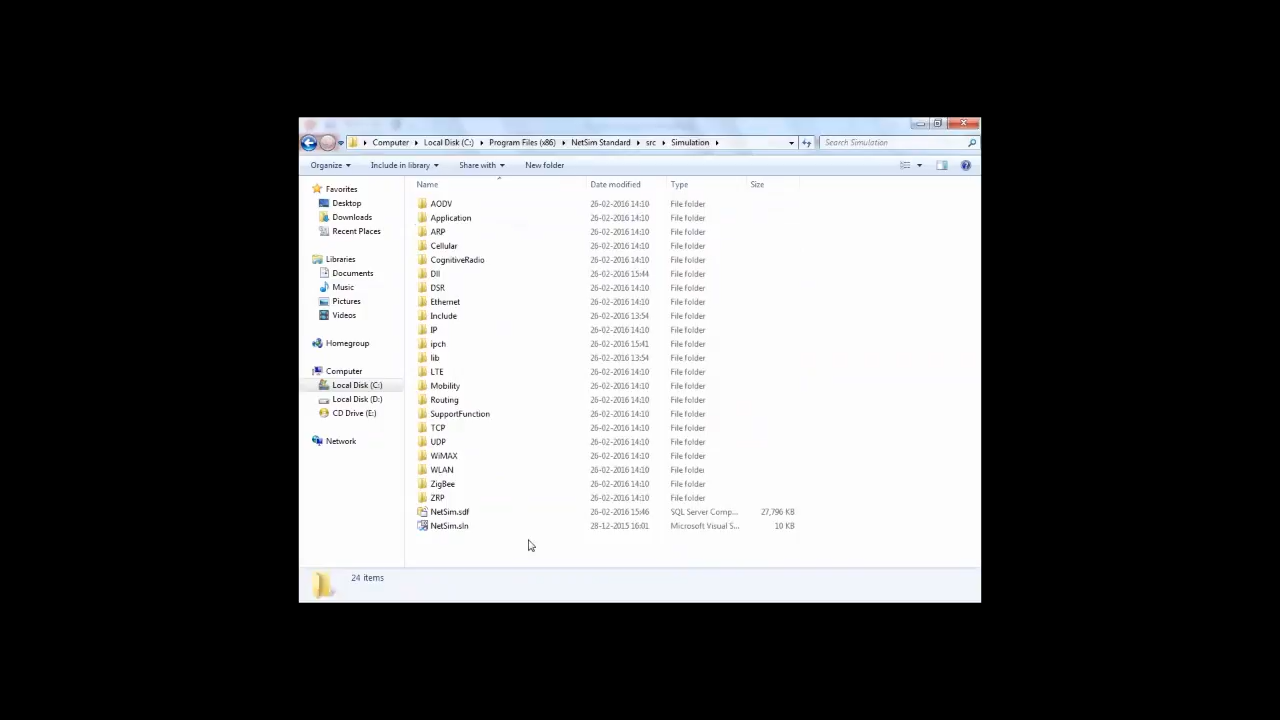 Computer Local Disk (C:) Program Files (x86) NetSim Standard src Simulation Search Simulation
Organize Include in library Share with New folder
Name Date modified Type Size
Favorites
Desktop
Downloads
Recent Places
Libraries
Documents
Music
Pictures
Videos
Homegroup
Computer
Local Disk (C:)
Local Disk (D:)
CD Drive (E:)
Network
AODV 26-02-2016 14:10 File folder
Application 26-02-2016 14:10 File folder
ARP 26-02-2016 14:10 File folder
Cellular 26-02-2016 14:10 File folder
CognitiveRadio 26-02-2016 14:10 File folder
Dll 26-02-2016 15:44 File folder
DSR 26-02-2016 14:10 File folder
Ethernet 26-02-2016 14:10 File folder
Include 26-02-2016 13:54 File folder
IP 26-02-2016 14:10 File folder
ipch 26-02-2016 15:41 File folder
lib 26-02-2016 13:54 File folder
LTE 26-02-2016 14:10 File folder
Mobility 26-02-2016 14:10 File folder
Routing 26-02-2016 14:10 File folder
SupportFunction 26-02-2016 14:10 File folder
TCP 26-02-2016 14:10 File folder
UDP 26-02-2016 14:10 File folder
WiMAX 26-02-2016 14:10 File folder
WLAN 26-02-2016 14:10 File folder
ZigBee 26-02-2016 14:10 File folder
ZRP 26-02-2016 14:10 File folder
NetSim.sdf 26-02-2016 15:46 SQL Server Comp... 27,796 KB
NetSim.sln 28-12-2015 16:01 Microsoft Visual S... 10 KB
24 items